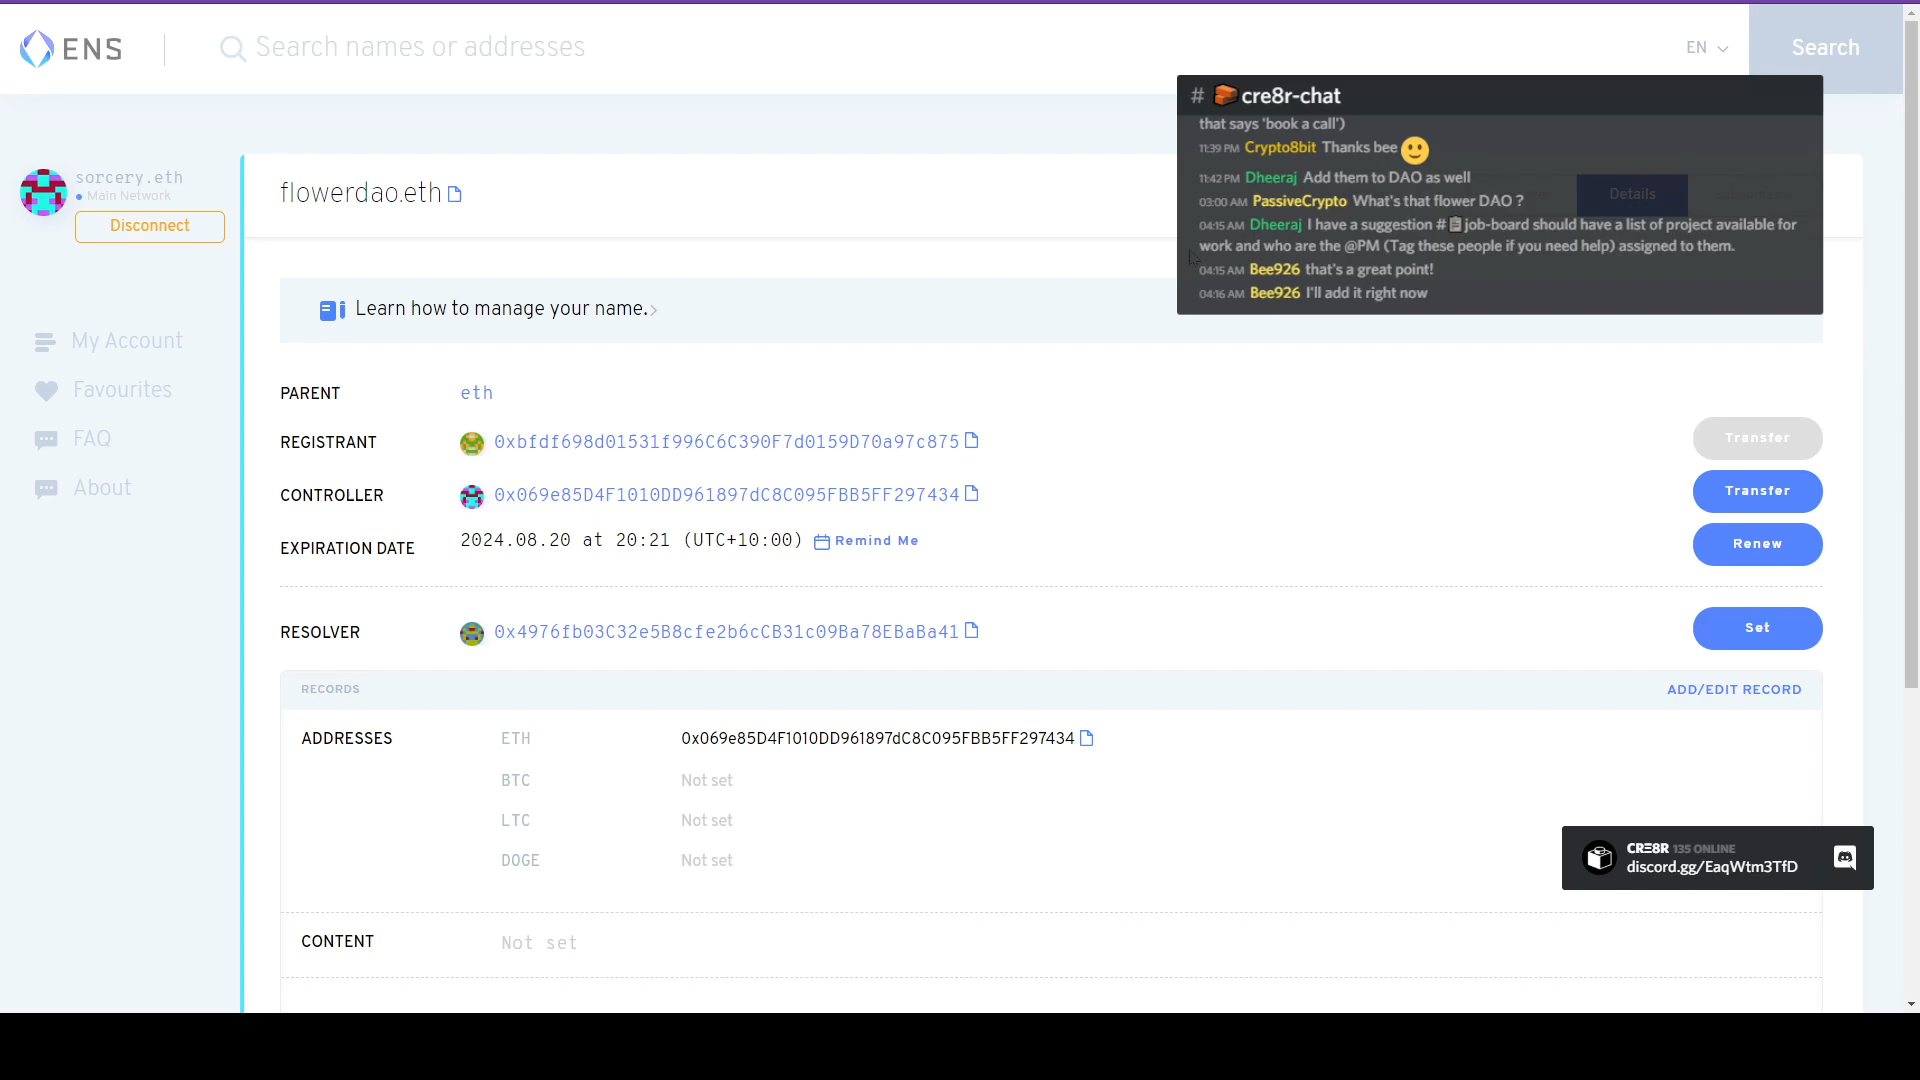 ENS
Search names or addresses
EN
Search
# cre8r-chat
that says 'book a call')
11:39 PM Crypto8bit Thanks bee
11:42 PM Dheeraj Add them to DAO as well
03:00 AM PassiveCrypto What's that flower DAO ?
04:15 AM Dheeraj I have a suggestion # job-board should have a list of project available for
work and who are the @PM (Tag these people if you need help) assigned to them.
04:15 AM Bee926 that's a great point!
04:16 AM Bee926 I'll add it right now
sorcery.eth
Main Network
Disconnect
My Account
Favourites
FAQ
About
flowerdao.eth
Details
Learn how to manage your name.
PARENT eth
REGISTRANT 0xbfdf698d01531f996C6C390F7d0159D70a97c875 Transfer
CONTROLLER 0x069e85D4F1010DD961897dC8C095FBB5FF297434 Transfer
EXPIRATION DATE 2024.08.20 at 20:21 (UTC+10:00) Remind Me Renew
RESOLVER 0x4976fb03C32e5B8cfe2b6cCB31c09Ba78EBaBa41 Set
RECORDS ADD/EDIT RECORD
ADDRESSES ETH 0x069e85D4F1010DD961897dC8C095FBB5FF297434
BTC Not set
LTC Not set
DOGE Not set
CRE8R 135 ONLINE
discord.gg/EaqWtm3TfD
CONTENT Not set